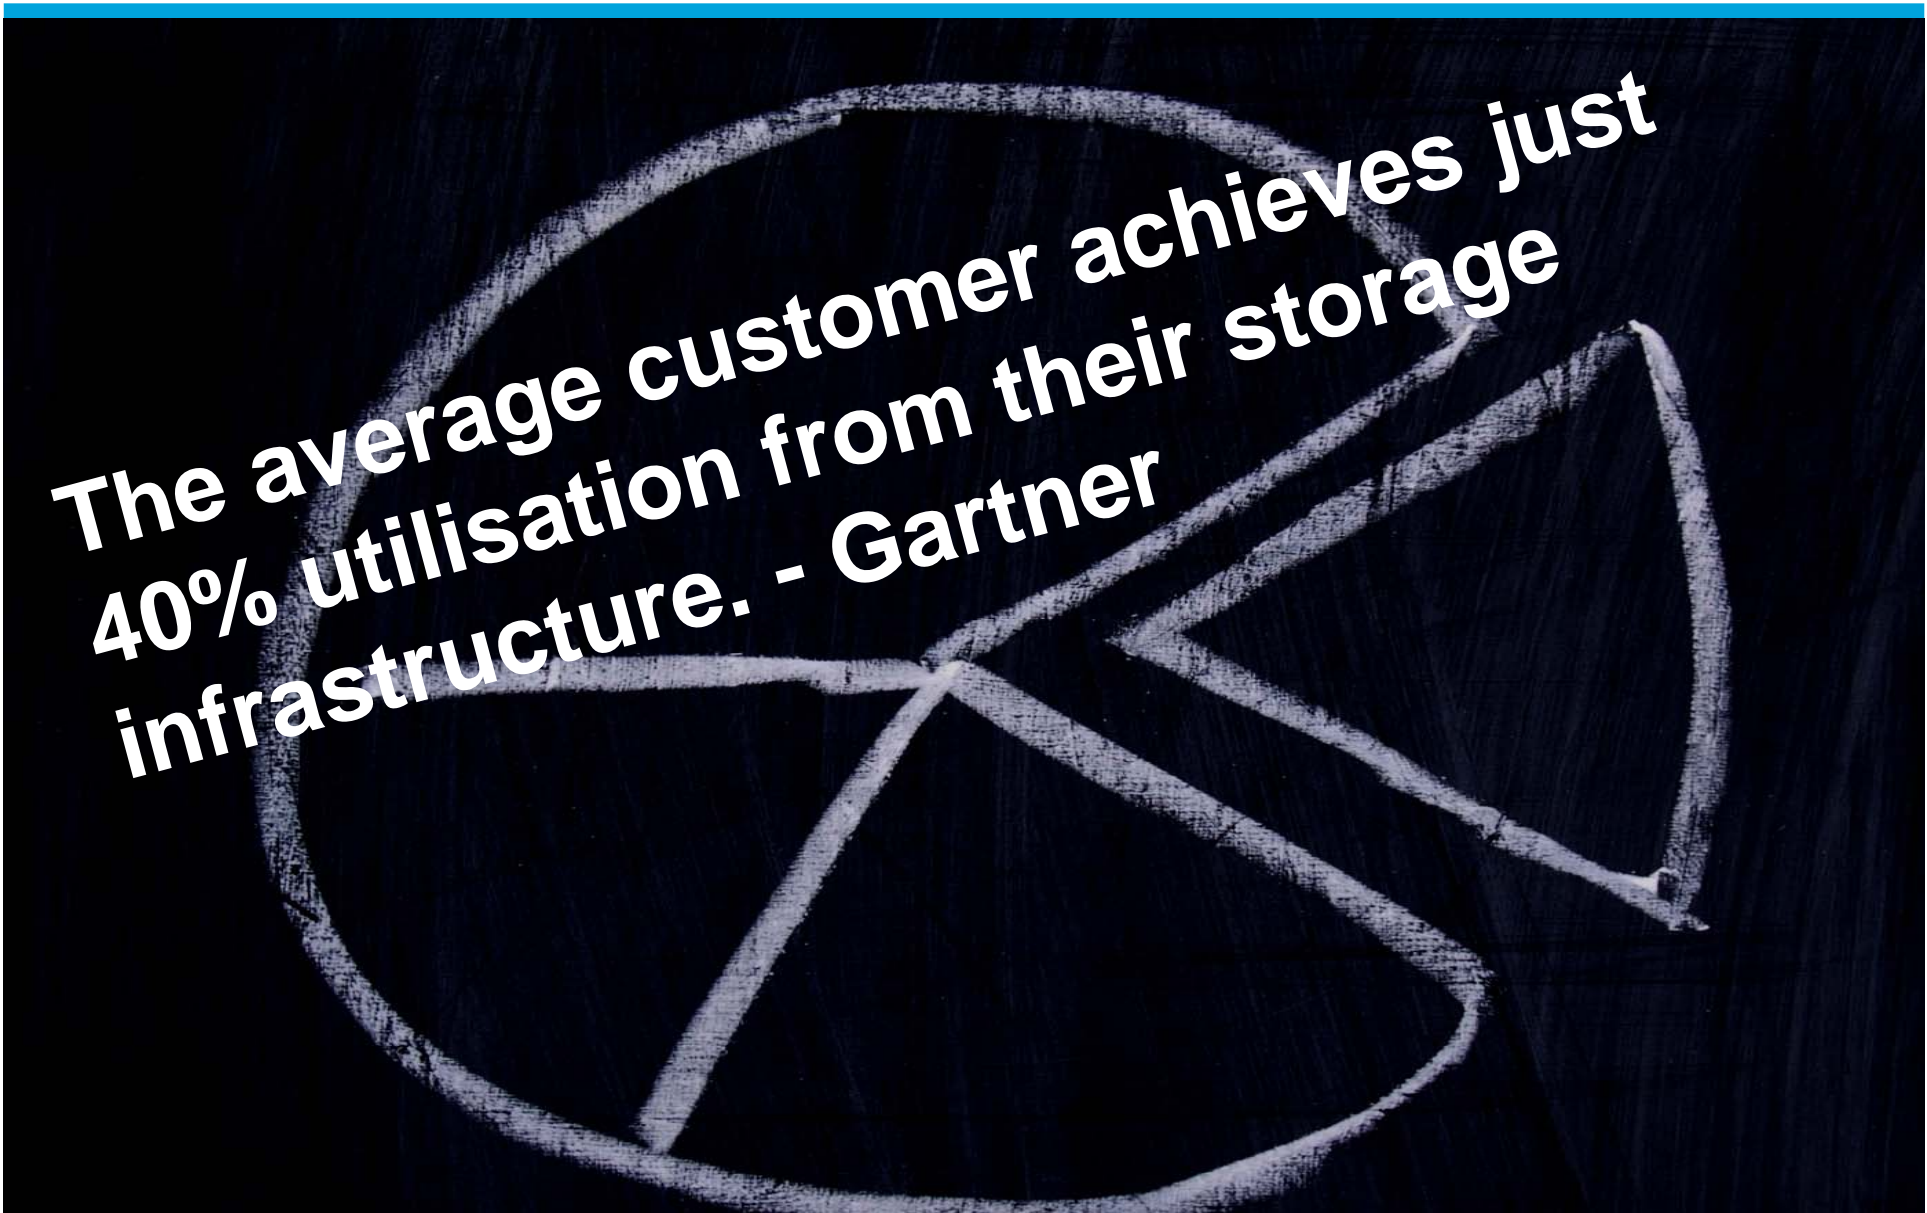 The average customer achieves just
40% utilisation from their storage
infrastructure. - Gartner